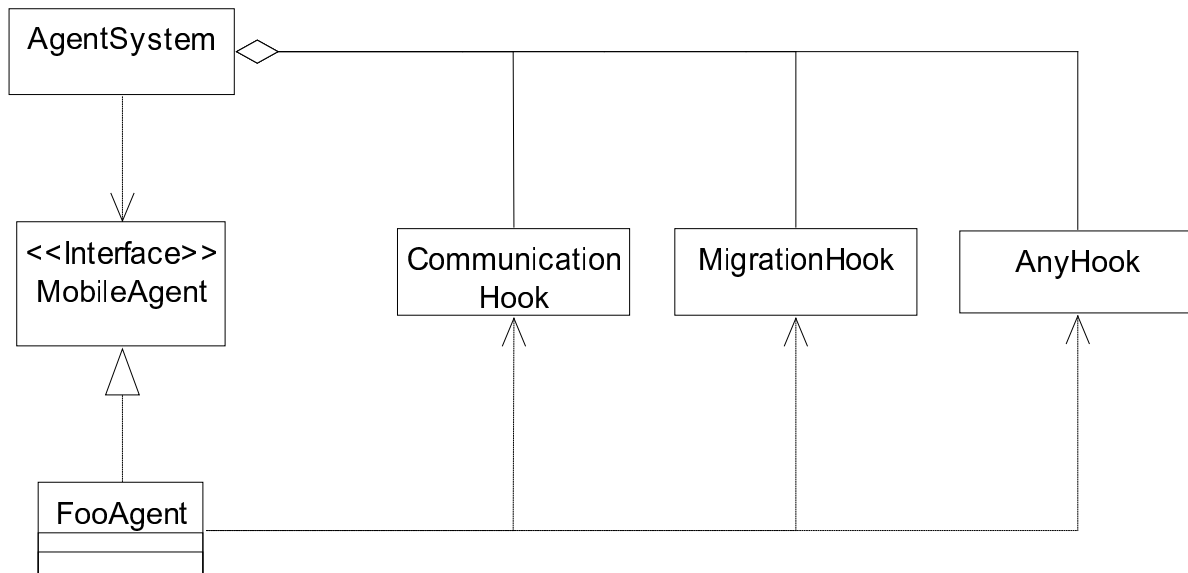 AgentSystem
<<Interface>>
MobileAgent
Communication
Hook
MigrationHook
AnyHook
FooAgent